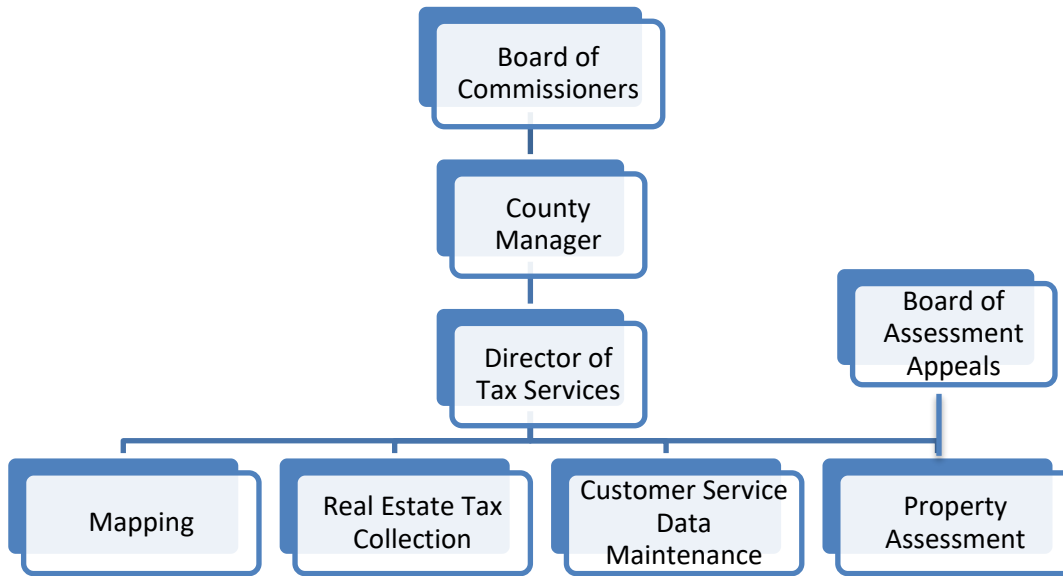 Board of
Commissioners
County
Manager
Director of
Tax Services
Board of
Assessment
Appeals
Mapping
Real Estate Tax
Collection
Customer Service
Data
Maintenance
Property
Assessment